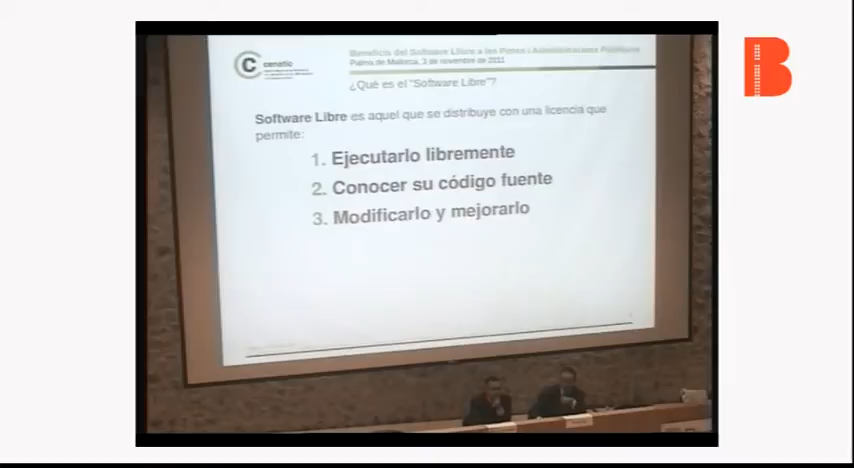 cenatic
Beneficis del Software Lliure a les Pimes i Administracions Públiques
Palma de Mallorca, 3 de novembre de 2011
¿Qué es el "Software Libre"?
Software Libre es aquel que se distribuye con una licencia que
permite:
1. Ejecutarlo libremente
2. Conocer su código fuente
3. Modificarlo y mejorarlo
B